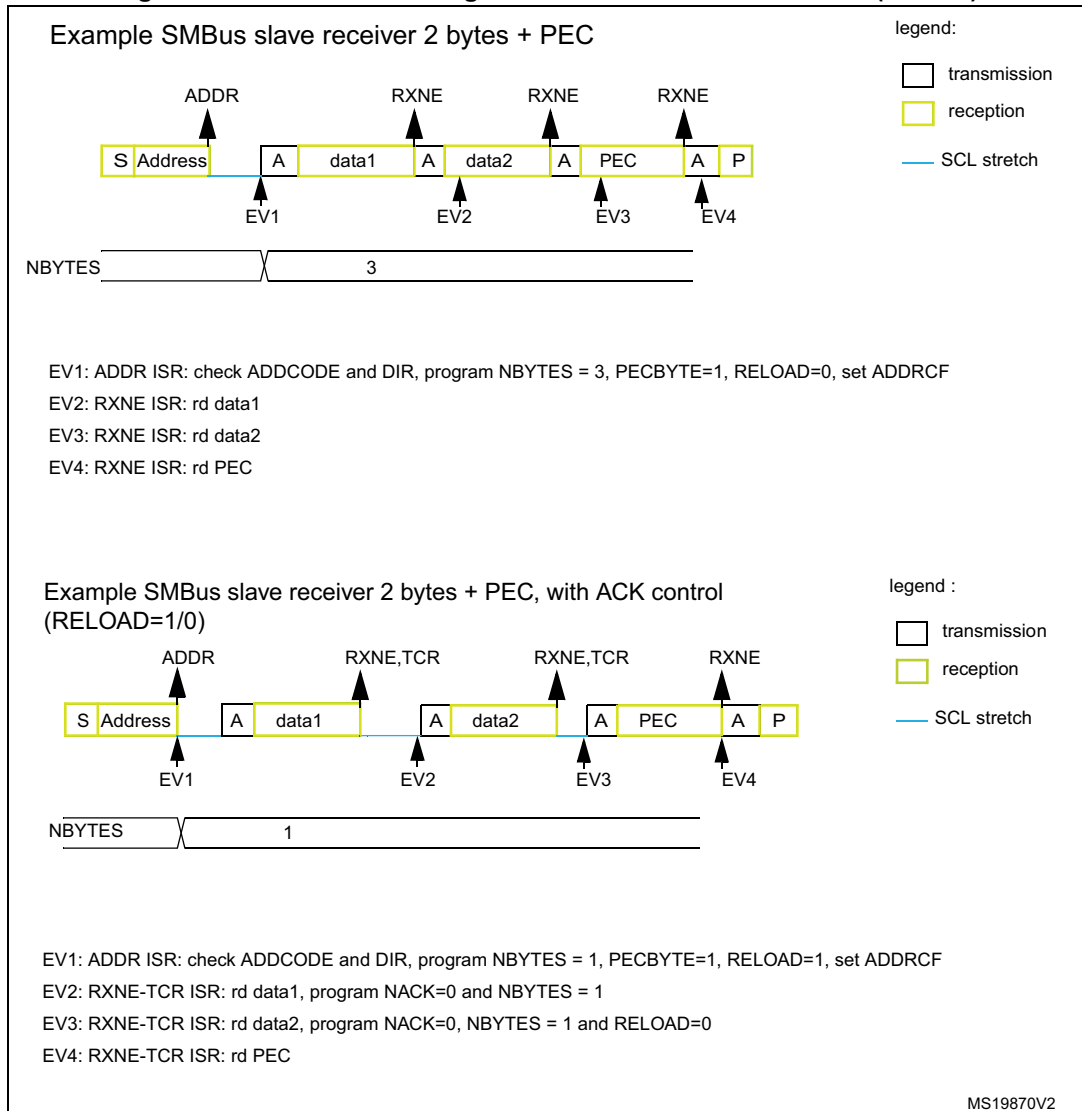 Example SMBus slave receiver 2 bytes + PEC
legend:
transmission
reception
SCL stretch
ADDR RXNE RXNE RXNE
S Address A data1 A data2 A PEC A P
EV1 EV2 EV3 EV4
NBYTES 3
EV1: ADDR ISR: check ADDCODE and DIR, program NBYTES = 3, PECBYTE=1, RELOAD=0, set ADDRCF
EV2: RXNE ISR: rd data1
EV3: RXNE ISR: rd data2
EV4: RXNE ISR: rd PEC
Example SMBus slave receiver 2 bytes + PEC, with ACK control
(RELOAD=1/0)
legend :
transmission
reception
SCL stretch
ADDR RXNE,TCR RXNE,TCR RXNE
S Address A data1 A data2 A PEC A P
EV1 EV2 EV3 EV4
NBYTES 1
EV1: ADDR ISR: check ADDCODE and DIR, program NBYTES = 1, PECBYTE=1, RELOAD=1, set ADDRCF
EV2: RXNE-TCR ISR: rd data1, program NACK=0 and NBYTES = 1
EV3: RXNE-TCR ISR: rd data2, program NACK=0, NBYTES = 1 and RELOAD=0
EV4: RXNE-TCR ISR: rd PEC
MS19870V2